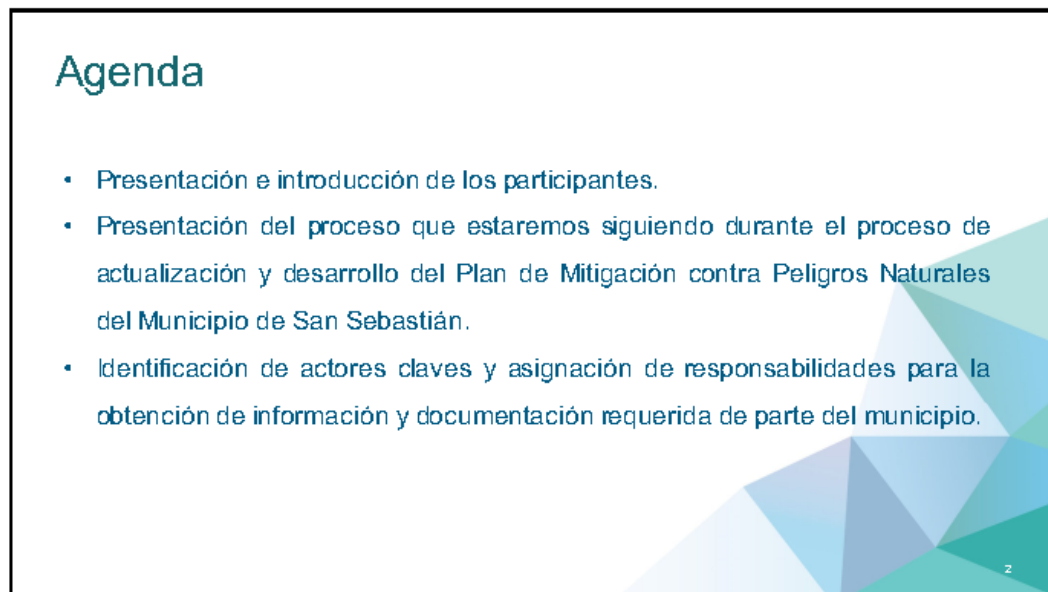 Agenda
• Presentación e introducción de los participantes.
• Presentación del proceso que estaremos siguiendo durante el proceso de
actualización y desarrollo del Plan de Mitigación contra Peligros Naturales
del Municipio de San Sebastián.
• Identificación de actores claves y asignación de responsabilidades para la
obtención de información y documentación requerida de parte del municipio.
2